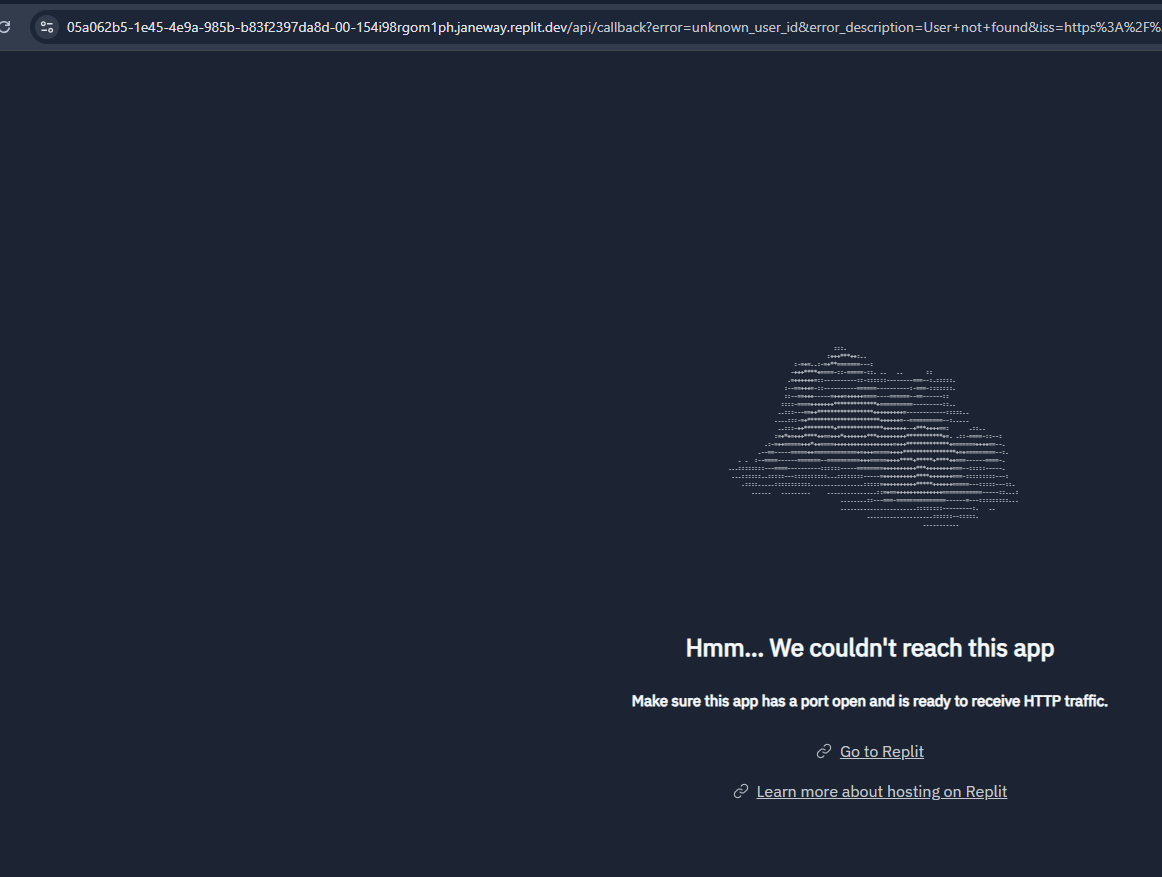 05a062b5-1e45-4e9a-985b-b83f2397da8d-00-154i98rgom1ph.janeway.replit.dev/api/callback?error=unknown_user_id&error_description=User+not+found&iss=https%3A%2F%
Hmm... We couldn't reach this app
Make sure this app has a port open and is ready to receive HTTP traffic.
Go to Replit
Learn more about hosting on Replit